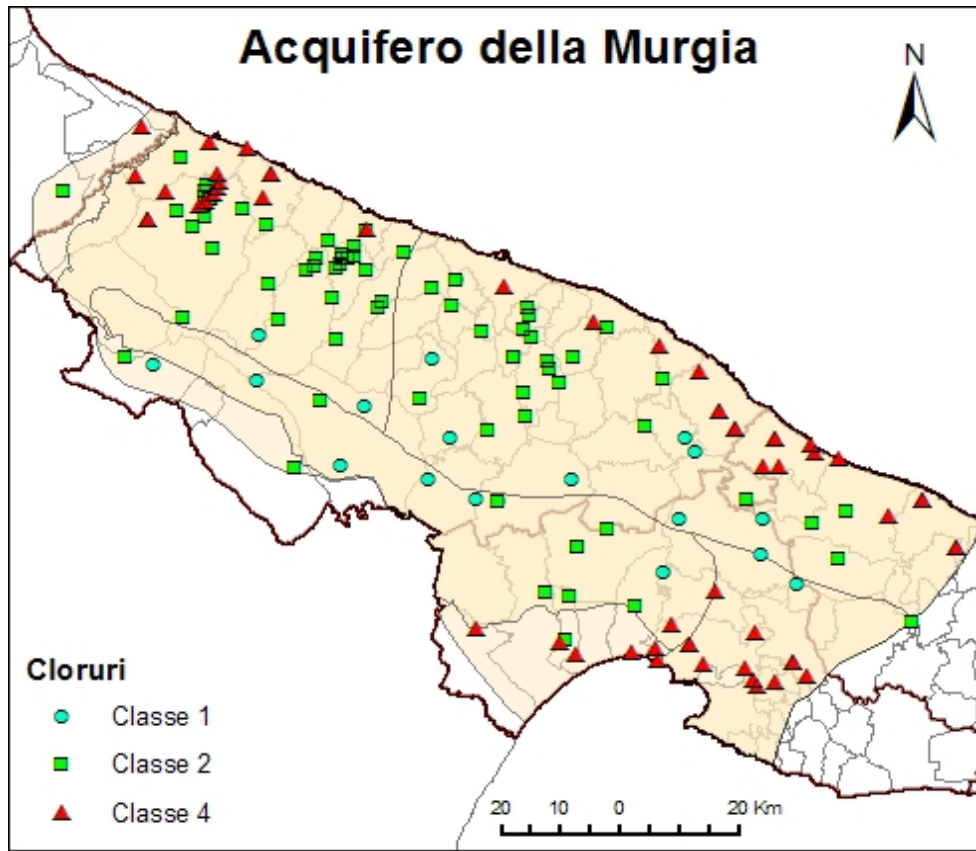 Acquifero della Murgia
N
Cloruri
Classe 1
Classe 2
Classe 4
20 10 0 20 Km